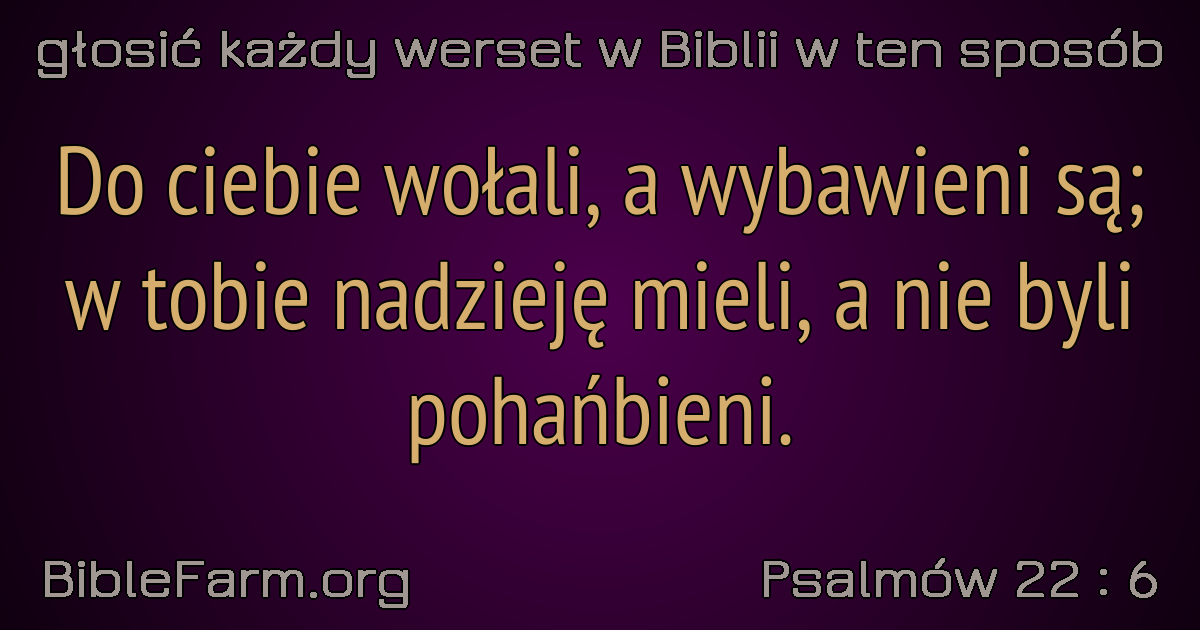 głosić każdy werset w Biblii w ten sposób
Do ciebie wołali, a wybawieni są;
w tobie nadzieję mieli, a nie byli
pohańbieni.
BibleFarm.org
Psalmów 22 : 6